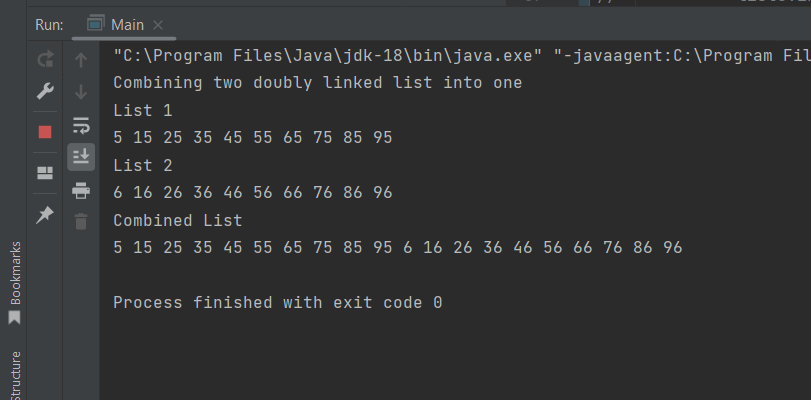 Run: Main
"C:\Program Files\Java\jdk-18\bin\java.exe" "-javaagent:C:\Program Fil
Combining two doubly linked list into one
List 1
5 15 25 35 45 55 65 75 85 95
List 2
6 16 26 36 46 56 66 76 86 96
Combined List
5 15 25 35 45 55 65 75 85 95 6 16 26 36 46 56 66 76 86 96
Process finished with exit code 0
Bookmarks
Structure